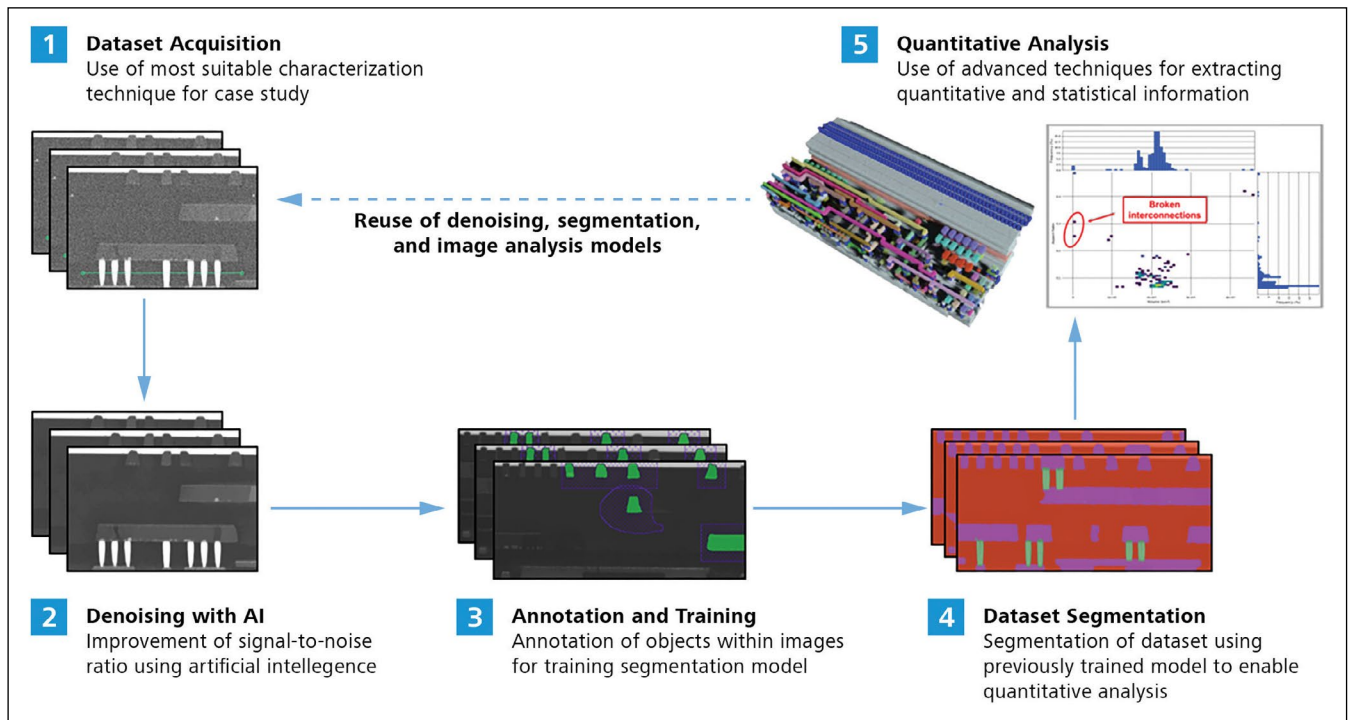 1 Dataset Acquisition
Use of most suitable characterization
technique for case study
5 Quantitative Analysis
Use of advanced techniques for extracting
quantitative and statistical information
Reuse of denoising, segmentation,
and image analysis models
Broken
interconnections
2 Denoising with AI
Improvement of signal-to-noise
ratio using artificial intellegence
3 Annotation and Training
Annotation of objects within images
for training segmentation model
4 Dataset Segmentation
Segmentation of dataset using
previously trained model to enable
quantitative analysis